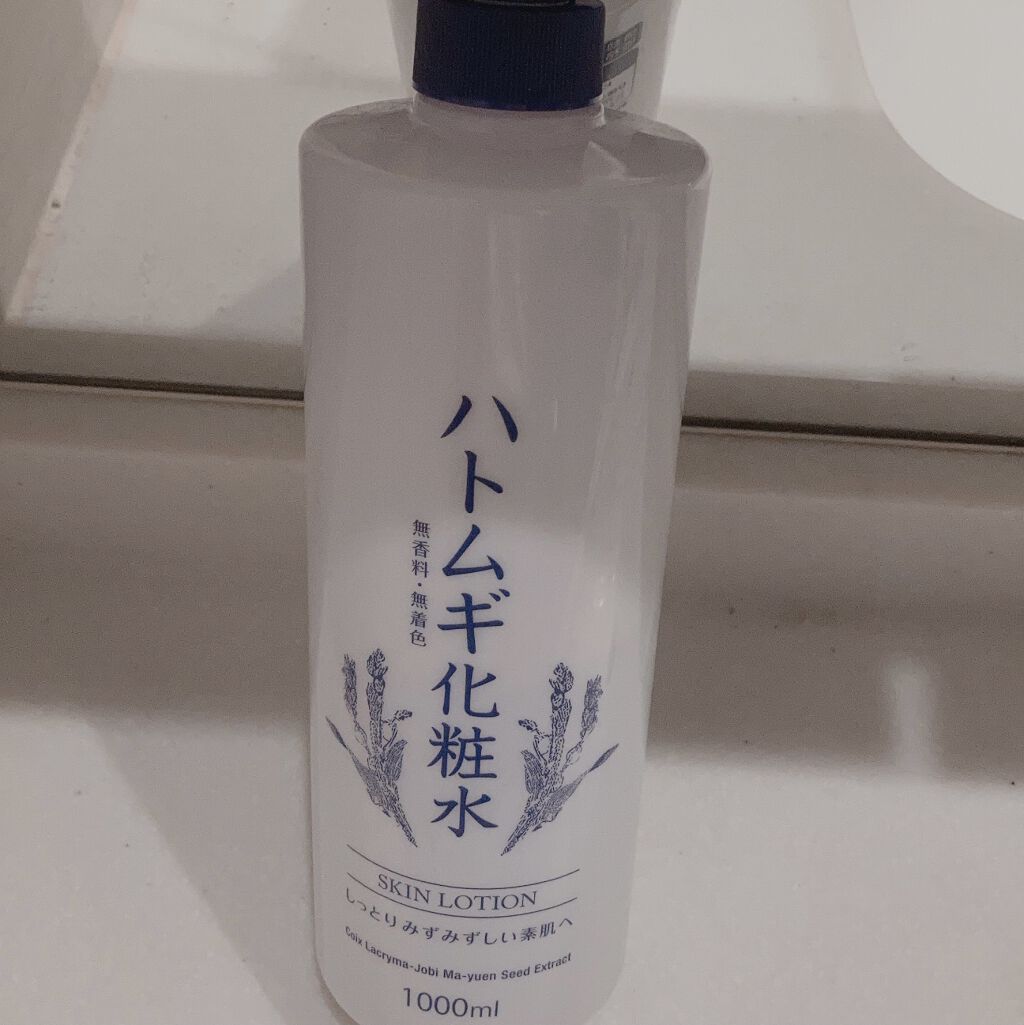 ハトムギ化粧水
無香料・無着色
SKIN LOTION
しっとりみずみずしい素肌へ
Coix Lacryma-Jobi Ma-yuen Seed Extract
1000ml